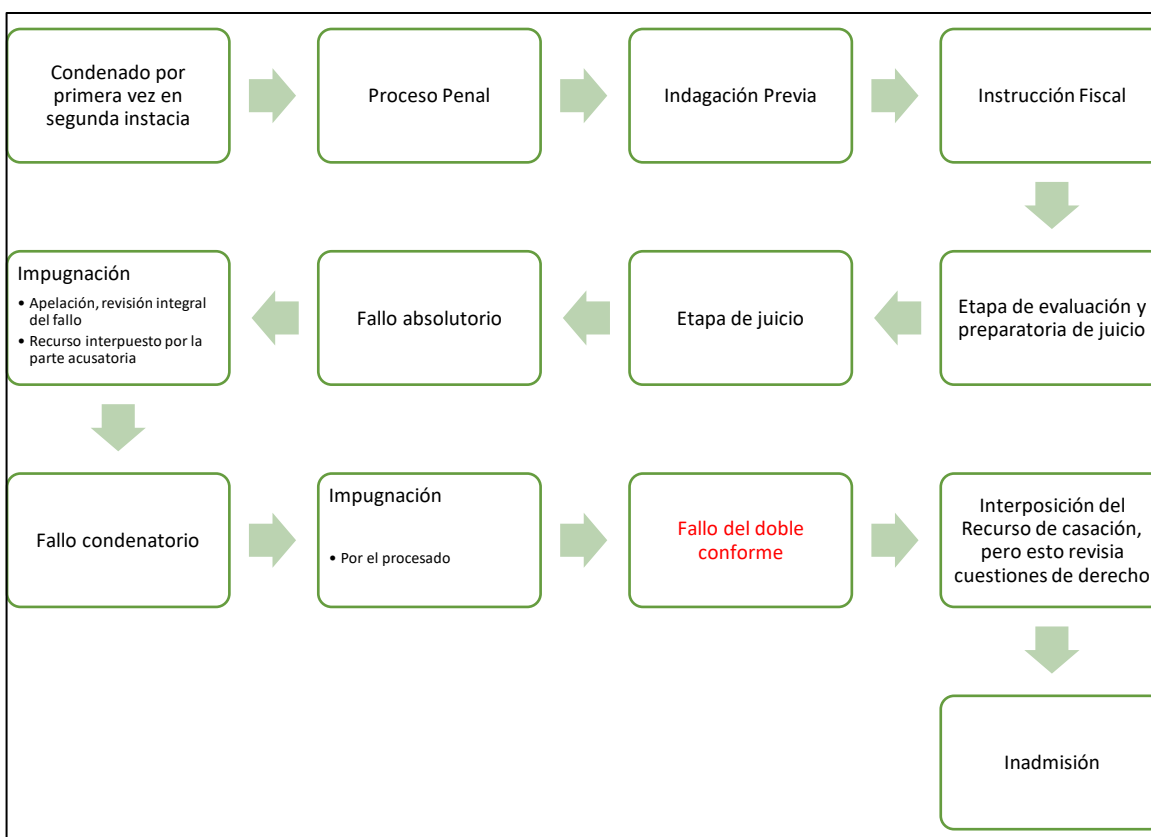 Condenado por
primera vez en
segunda instacia
Proceso Penal
Indagación Previa
Instrucción Fiscal
Etapa de evaluación y
preparatoria de juicio
Etapa de juicio
Fallo absolutorio
Impugnación
• Apelación, revisión integral
del fallo
• Recurso interpuesto por la
parte acusatoria
Fallo condenatorio
Impugnación
• Por el procesado
Fallo del doble
conforme
Interposición del
Recurso de casación,
pero esto revisia
cuestiones de derecho
Inadmisión